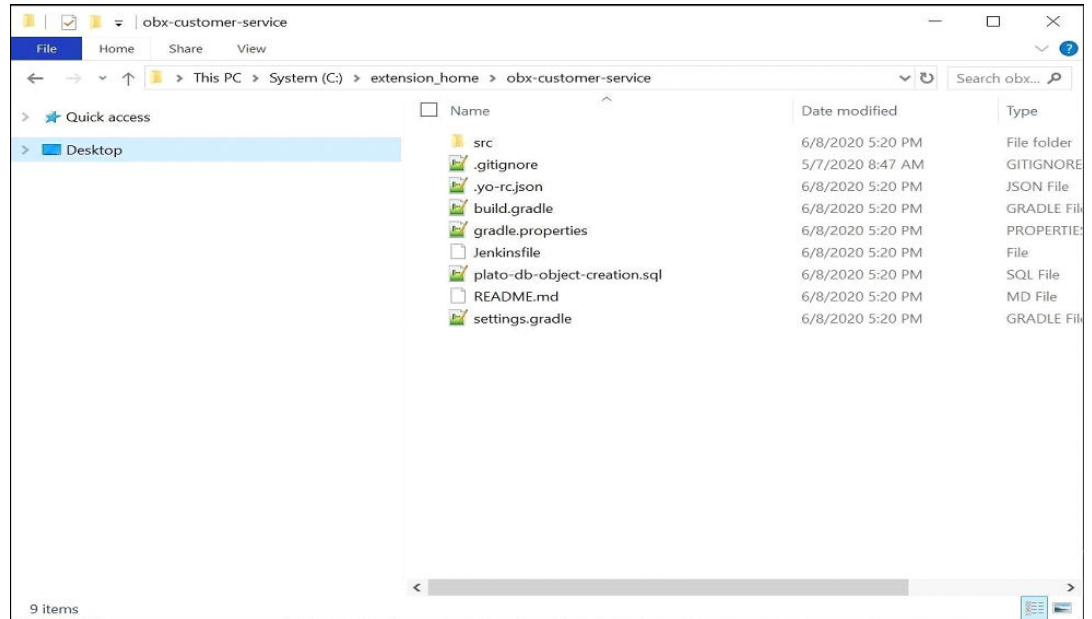 obx-customer-service
File Home Share View
This PC > System (C:) > extension_home > obx-customer-service Search obx...
Quick access
Desktop
Name Date modified Type
src 6/8/2020 5:20 PM File folder
.gitignore 5/7/2020 8:47 AM GITIGNORE
.yo-rc.json 6/8/2020 5:20 PM JSON File
build.gradle 6/8/2020 5:20 PM GRADLE File
gradle.properties 6/8/2020 5:20 PM PROPERTIES
Jenkinsfile 6/8/2020 5:20 PM File
plato-db-object-creation.sql 6/8/2020 5:20 PM SQL File
README.md 6/8/2020 5:20 PM MD File
settings.gradle 6/8/2020 5:20 PM GRADLE File
9 items